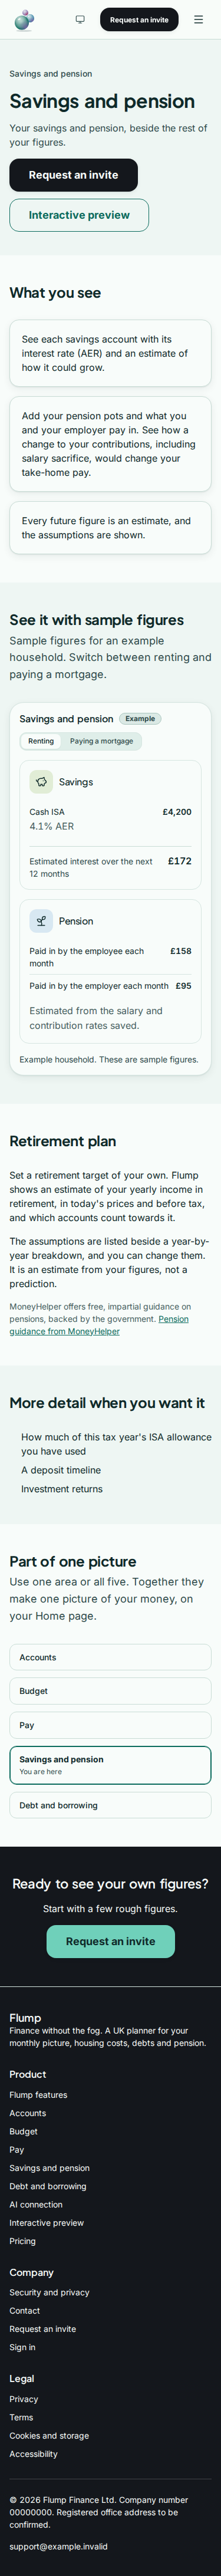 Request an invite
Savings and pension
Savings and pension
Your savings and pension, beside the rest of
your figures.
Request an invite
Interactive preview
What you see
See each savings account with its
interest rate (AER) and an estimate of
how it could grow.
Add your pension pots and what you
and your employer pay in. See how a
change to your contributions, including
salary sacrifice, would change your
take-home pay.
Every future figure is an estimate, and
the assumptions are shown.
See it with sample figures
Sample figures for an example
household. Switch between renting and
paying a mortgage.
Savings and pension Example
Renting Paying a mortgage
Savings
Cash ISA £4,200
4.1% AER
Estimated interest over the next £172
12 months
Pension
Paid in by the employee each £158
month
Paid in by the employer each month £95
Estimated from the salary and
contribution rates saved.
Example household. These are sample figures.
Retirement plan
Set a retirement target of your own. Flump
shows an estimate of your yearly income in
retirement, in today's prices and before tax,
and which accounts count towards it.
The assumptions are listed beside a year-by-
year breakdown, and you can change them.
It is an estimate from your figures, not a
prediction.
MoneyHelper offers free, impartial guidance on
pensions, backed by the government. Pension
guidance from MoneyHelper
More detail when you want it
How much of this tax year's ISA allowance
you have used
A deposit timeline
Investment returns
Part of one picture
Use one area or all five. Together they
make one picture of your money, on
your Home page.
Accounts
Budget
Pay
Savings and pension
You are here
Debt and borrowing
Ready to see your own figures?
Start with a few rough figures.
Request an invite
Flump
Finance without the fog. A UK planner for your
monthly picture, housing costs, debts and pension.
Product
Flump features
Accounts
Budget
Pay
Savings and pension
Debt and borrowing
AI connection
Interactive preview
Pricing
Company
Security and privacy
Contact
Request an invite
Sign in
Legal
Privacy
Terms
Cookies and storage
Accessibility
© 2026 Flump Finance Ltd. Company number
00000000. Registered office address to be
confirmed.
support@example.invalid